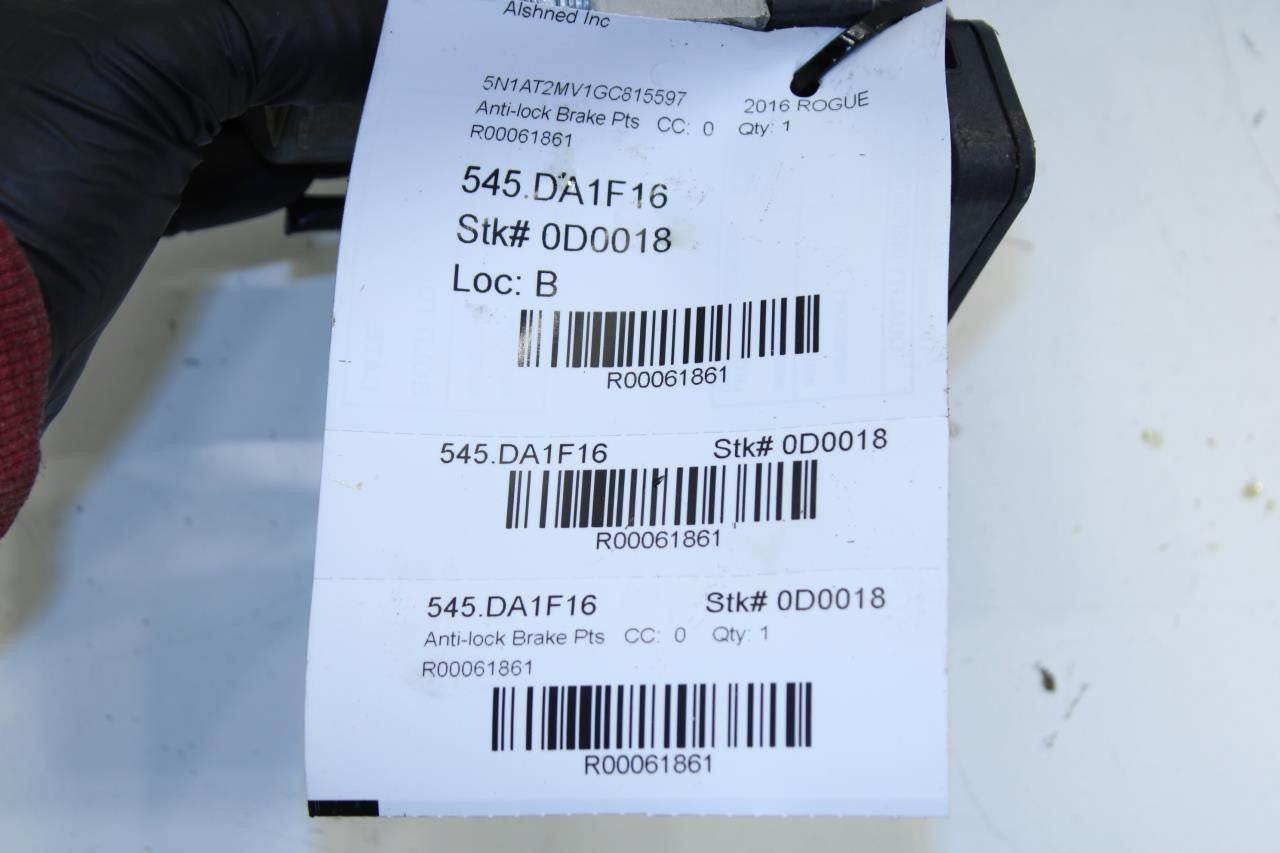 Alshned Inc
5N1AT2MV1GC815597 2016 ROGUE
Anti-lock Brake Pts CC: 0 Qty: 1
R00061861
545.DA1F16
Stk# 0D0018
Loc: B
R00061861
545.DA1F16 Stk# 0D0018
R00061861
545.DA1F16 Stk# 0D0018
Anti-lock Brake Pts CC: 0 Qty: 1
R00061861
R00061861